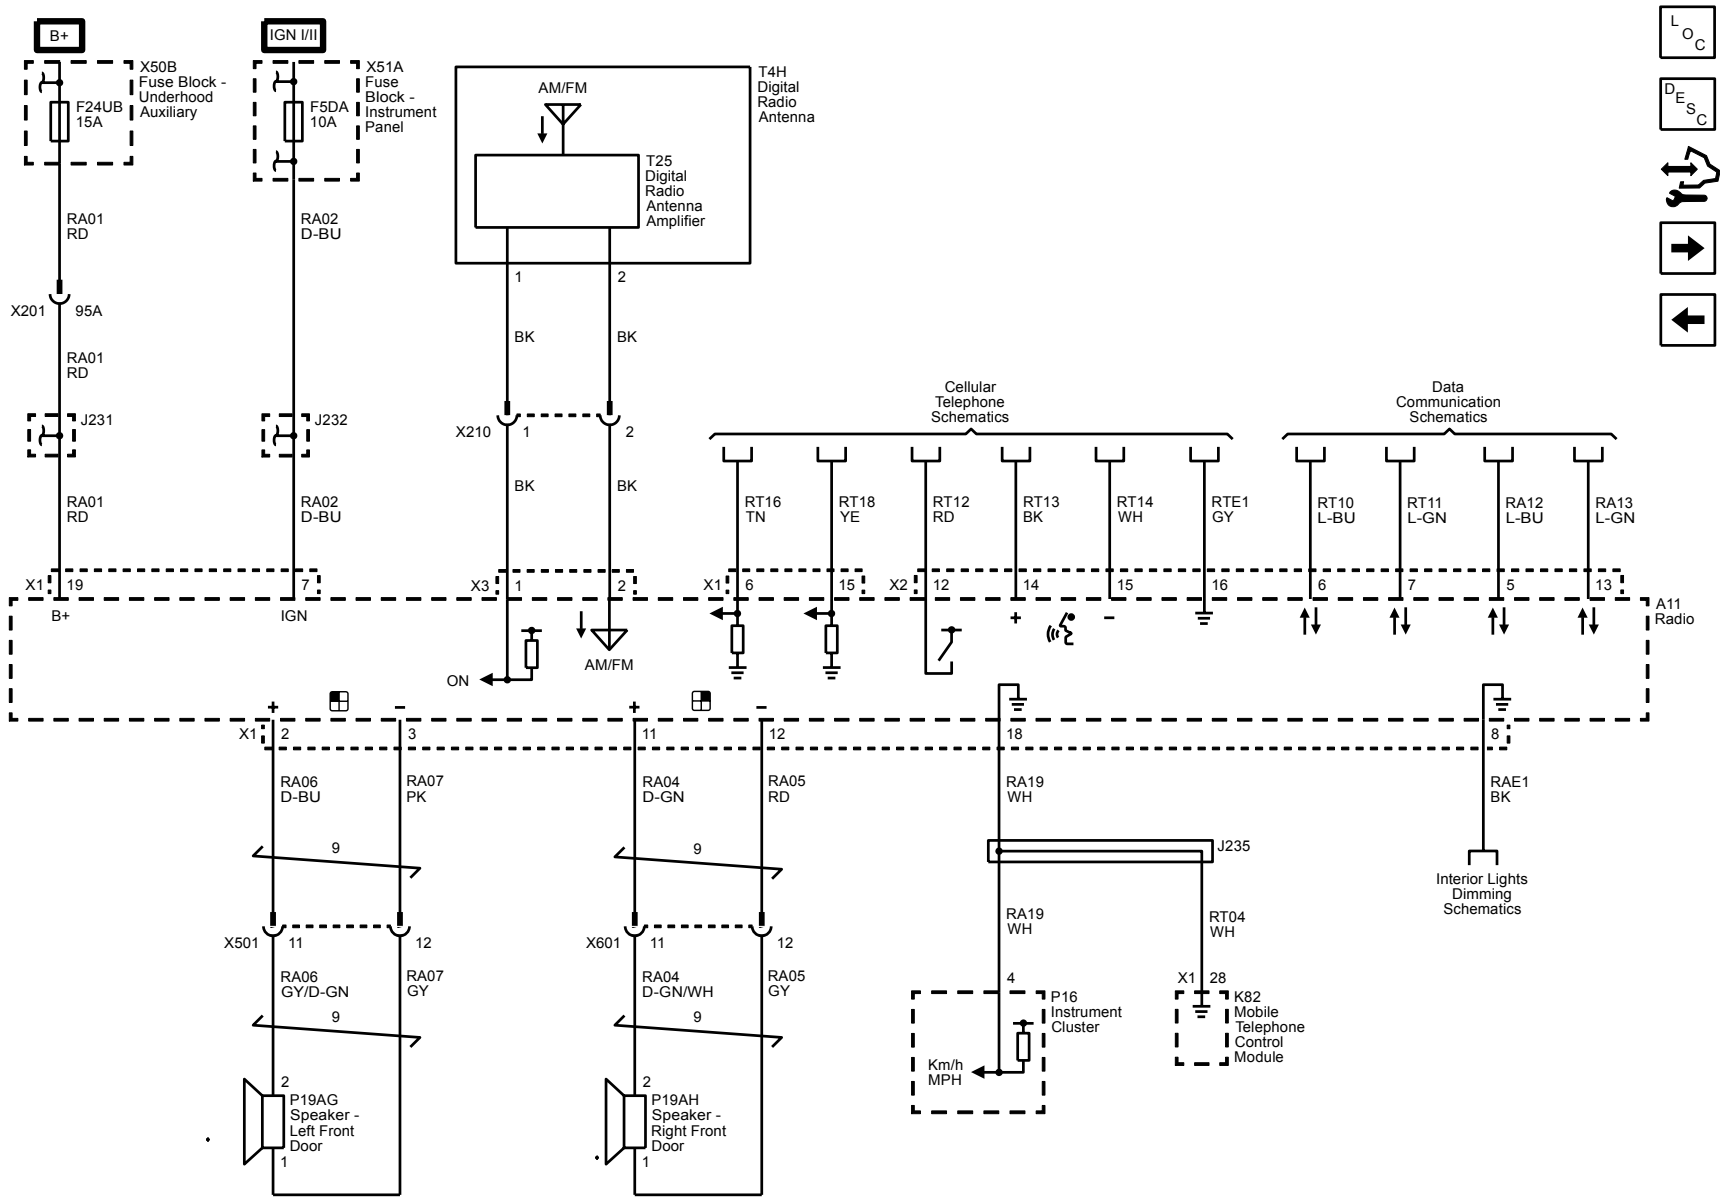 B+
X50B
Fuse Block -
Underhood
Auxiliary
F24UB
15A
RA01
RD
X201
95A
RA01
RD
J231
RA01
RD
IGN I/II
X51A
Fuse
Block -
Instrument
Panel
F5DA
10A
RA02
D-BU
J232
RA02
D-BU
T4H
Digital
Radio
Antenna
AM/FM
T25
Digital
Radio
Antenna
Amplifier
1
2
BK
BK
X210
1
2
BK
BK
Cellular
Telephone
Schematics
RT16
TN
RT18
YE
RT12
RD
RT13
BK
RT14
WH
RTE1
GY
Data
Communication
Schematics
RT10
L-BU
RT11
L-GN
RA12
L-BU
RA13
L-GN
L
O
C
D
E
S
C
X1
19
7
X3
1
2
X1
6
15
X2
12
14
15
16
6
7
5
13
B+
IGN
ON
AM/FM
+
–
A11
Radio
+
–
+
–
X1
2
3
11
12
18
8
RA06
D-BU
RA07
PK
RA04
D-GN
RA05
RD
RA19
WH
RAE1
BK
9
9
J235
Interior Lights
Dimming
Schematics
X501
11
12
X601
11
12
RA19
WH
RT04
WH
RA06
GY/D-GN
RA07
GY
RA04
D-GN/WH
RA05
GY
9
9
4
P16
Instrument
Cluster
Km/h
MPH
X1
28
K82
Mobile
Telephone
Control
Module
2
P19AG
Speaker -
Left Front
Door
1
2
P19AH
Speaker -
Right Front
Door
1